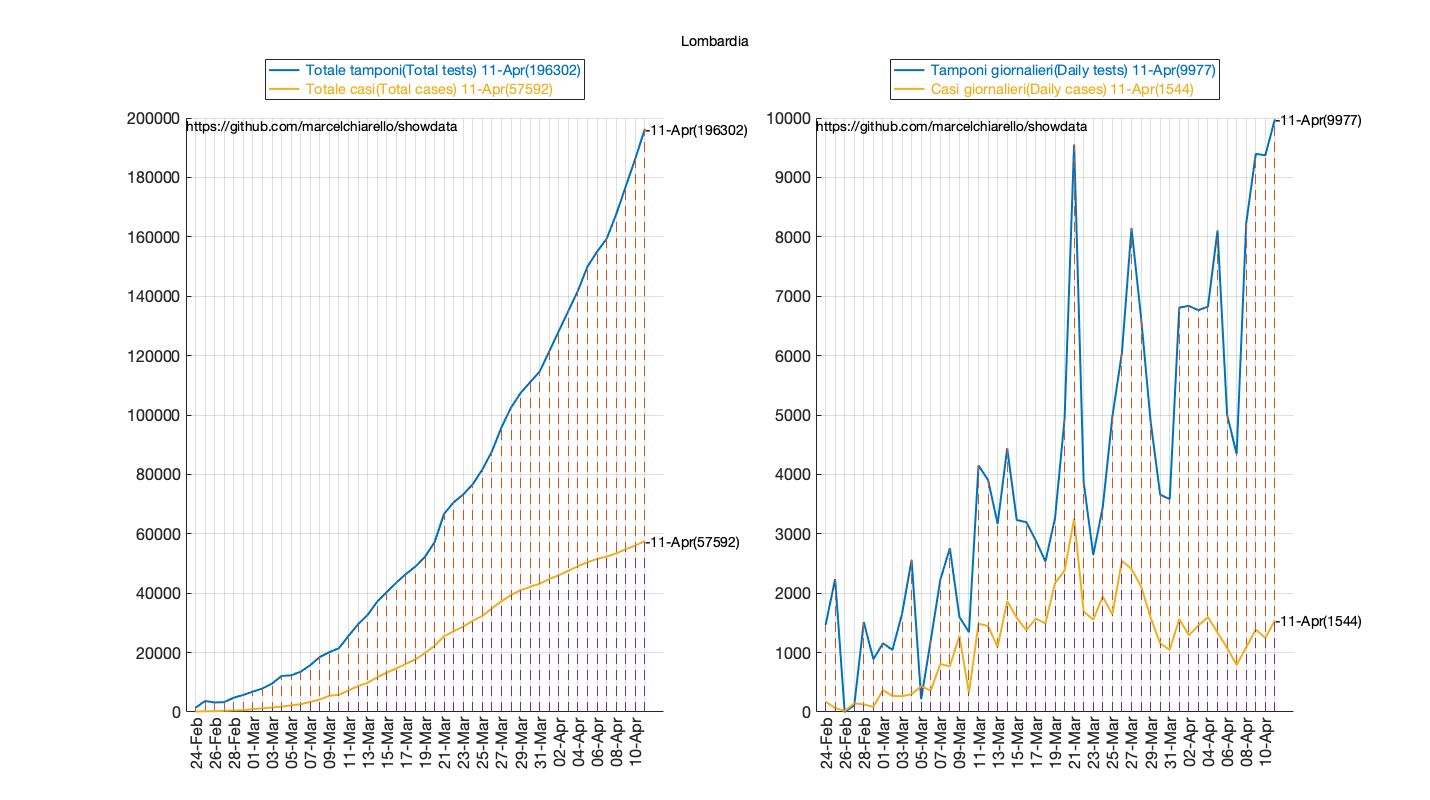 Lombardia
Totale tamponi(Total tests) 11-Apr(196302)
Totale casi(Total cases) 11-Apr(57592)
200000
180000
160000
140000
120000
100000
80000
60000
40000
20000
0
https://github.com/marcelchiarello/showdata
-11-Apr(196302)
-11-Apr(57592)
24-Feb
26-Feb
28-Feb
01-Mar
03-Mar
05-Mar
07-Mar
09-Mar
11-Mar
13-Mar
15-Mar
17-Mar
19-Mar
21-Mar
23-Mar
25-Mar
27-Mar
29-Mar
31-Mar
02-Apr
04-Apr
06-Apr
08-Apr
10-Apr
Tamponi giornalieri(Daily tests) 11-Apr(9977)
Casi giornalieri(Daily cases) 11-Apr(1544)
10000
9000
8000
7000
6000
5000
4000
3000
2000
1000
0
https://github.com/marcelchiarello/showdata
-11-Apr(9977)
-11-Apr(1544)
24-Feb
26-Feb
28-Feb
01-Mar
03-Mar
05-Mar
07-Mar
09-Mar
11-Mar
13-Mar
15-Mar
17-Mar
19-Mar
21-Mar
23-Mar
25-Mar
27-Mar
29-Mar
31-Mar
02-Apr
04-Apr
06-Apr
08-Apr
10-Apr